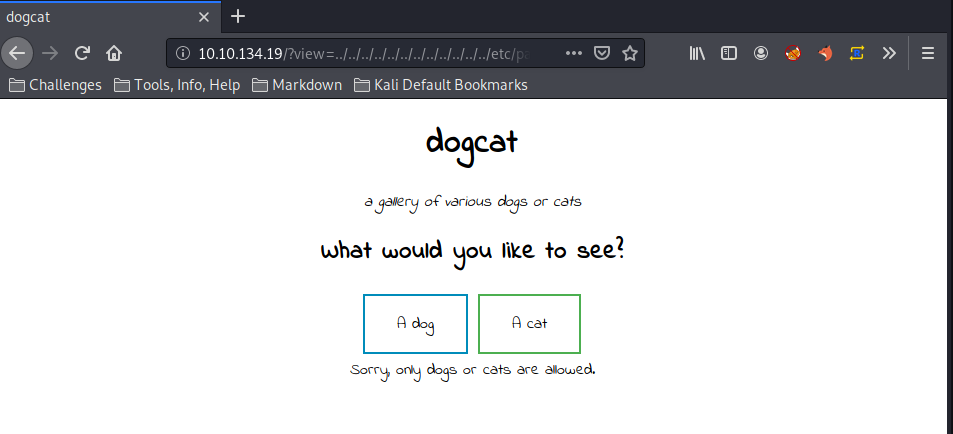 dogcat
10.10.134.19/?view=../../../../../../../../../../../../../etc/pa
Challenges Tools, Info, Help Markdown Kali Default Bookmarks
dogcat
a gallery of various dogs or cats
What would you like to see?
A dog A cat
Sorry, only dogs or cats are allowed.